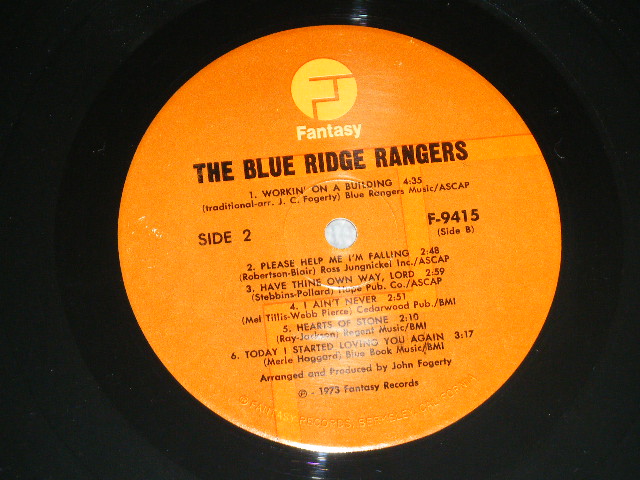 Fantasy
THE BLUE RIDGE RANGERS
1. WORKIN' ON A BUILDING 4:35
(traditional-arr. J. C. Fogerty) Blue Rangers Music/ASCAP
SIDE 2
F-9415
(Side B)
2. PLEASE HELP ME I'M FALLING 2:48
(Robertson-Blair) Ross Jungnickel Inc./ASCAP
3. HAVE THINE OWN WAY, LORD 2:59
(Stebbins-Pollard) Hope Pub. Co./ASCAP
4. I AIN'T NEVER 2:51
(Mel Tillis-Webb Pierce) Cedarwood Pub./BMI
5. HEARTS OF STONE 2:10
(Ray-Jackson) Regent Music/BMI
6. TODAY I STARTED LOVING YOU AGAIN 3:17
(Merle Haggard) Blue Book Music/BMI
Arranged and Produced by John Fogerty
℗ - 1973 Fantasy Records
© FANTASY RECORDS, BERKELEY, CALIFORNIA